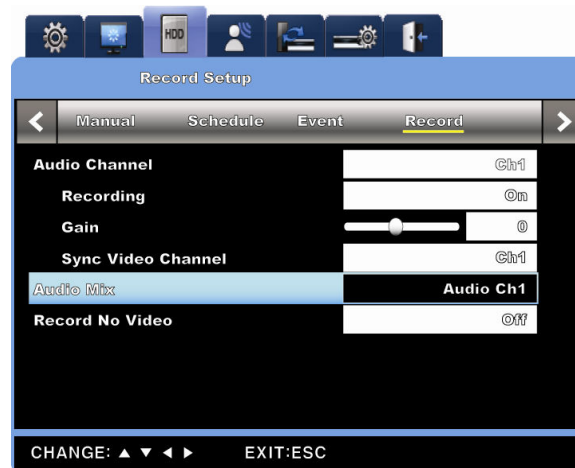 HDD
Record Setup
Manual Schedule Event Record
Audio Channel Ch1
Recording On
Gain 0
Sync Video Channel Ch1
Audio Mix Audio Ch1
Record No Video Off
CHANGE: ▲ ▼ ◀ ▶ EXIT:ESC